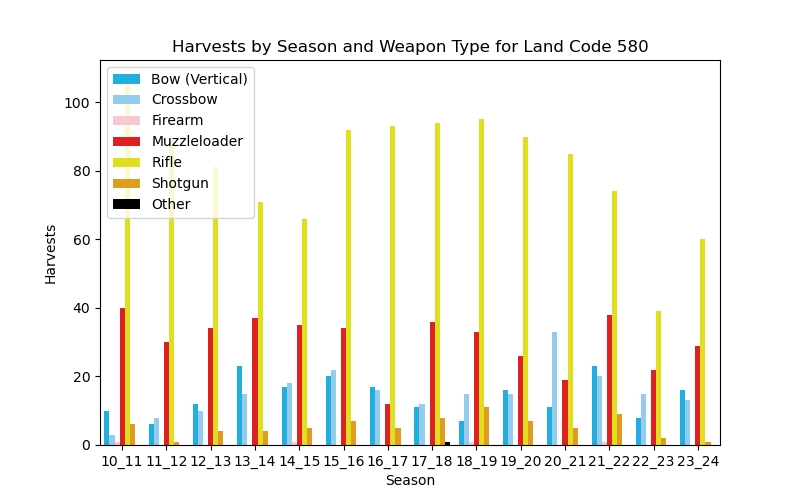 Harvests by Season and Weapon Type for Land Code 580
Bow (Vertical)
Crossbow
Firearm
Muzzleloader
Rifle
Shotgun
Other
100
80
60
40
20
0
Harvests
10_11 11_12 12_13 13_14 14_15 15_16 16_17 17_18 18_19 19_20 20_21 21_22 22_23 23_24
Season